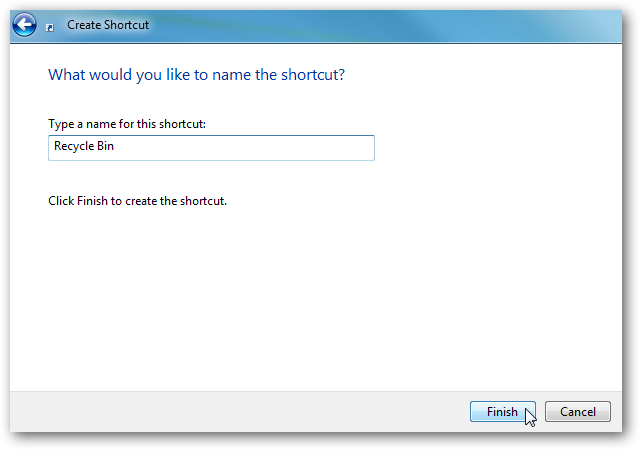 Create Shortcut
What would you like to name the shortcut?
Type a name for this shortcut:
Recycle Bin
Click Finish to create the shortcut.
Finish
Cancel